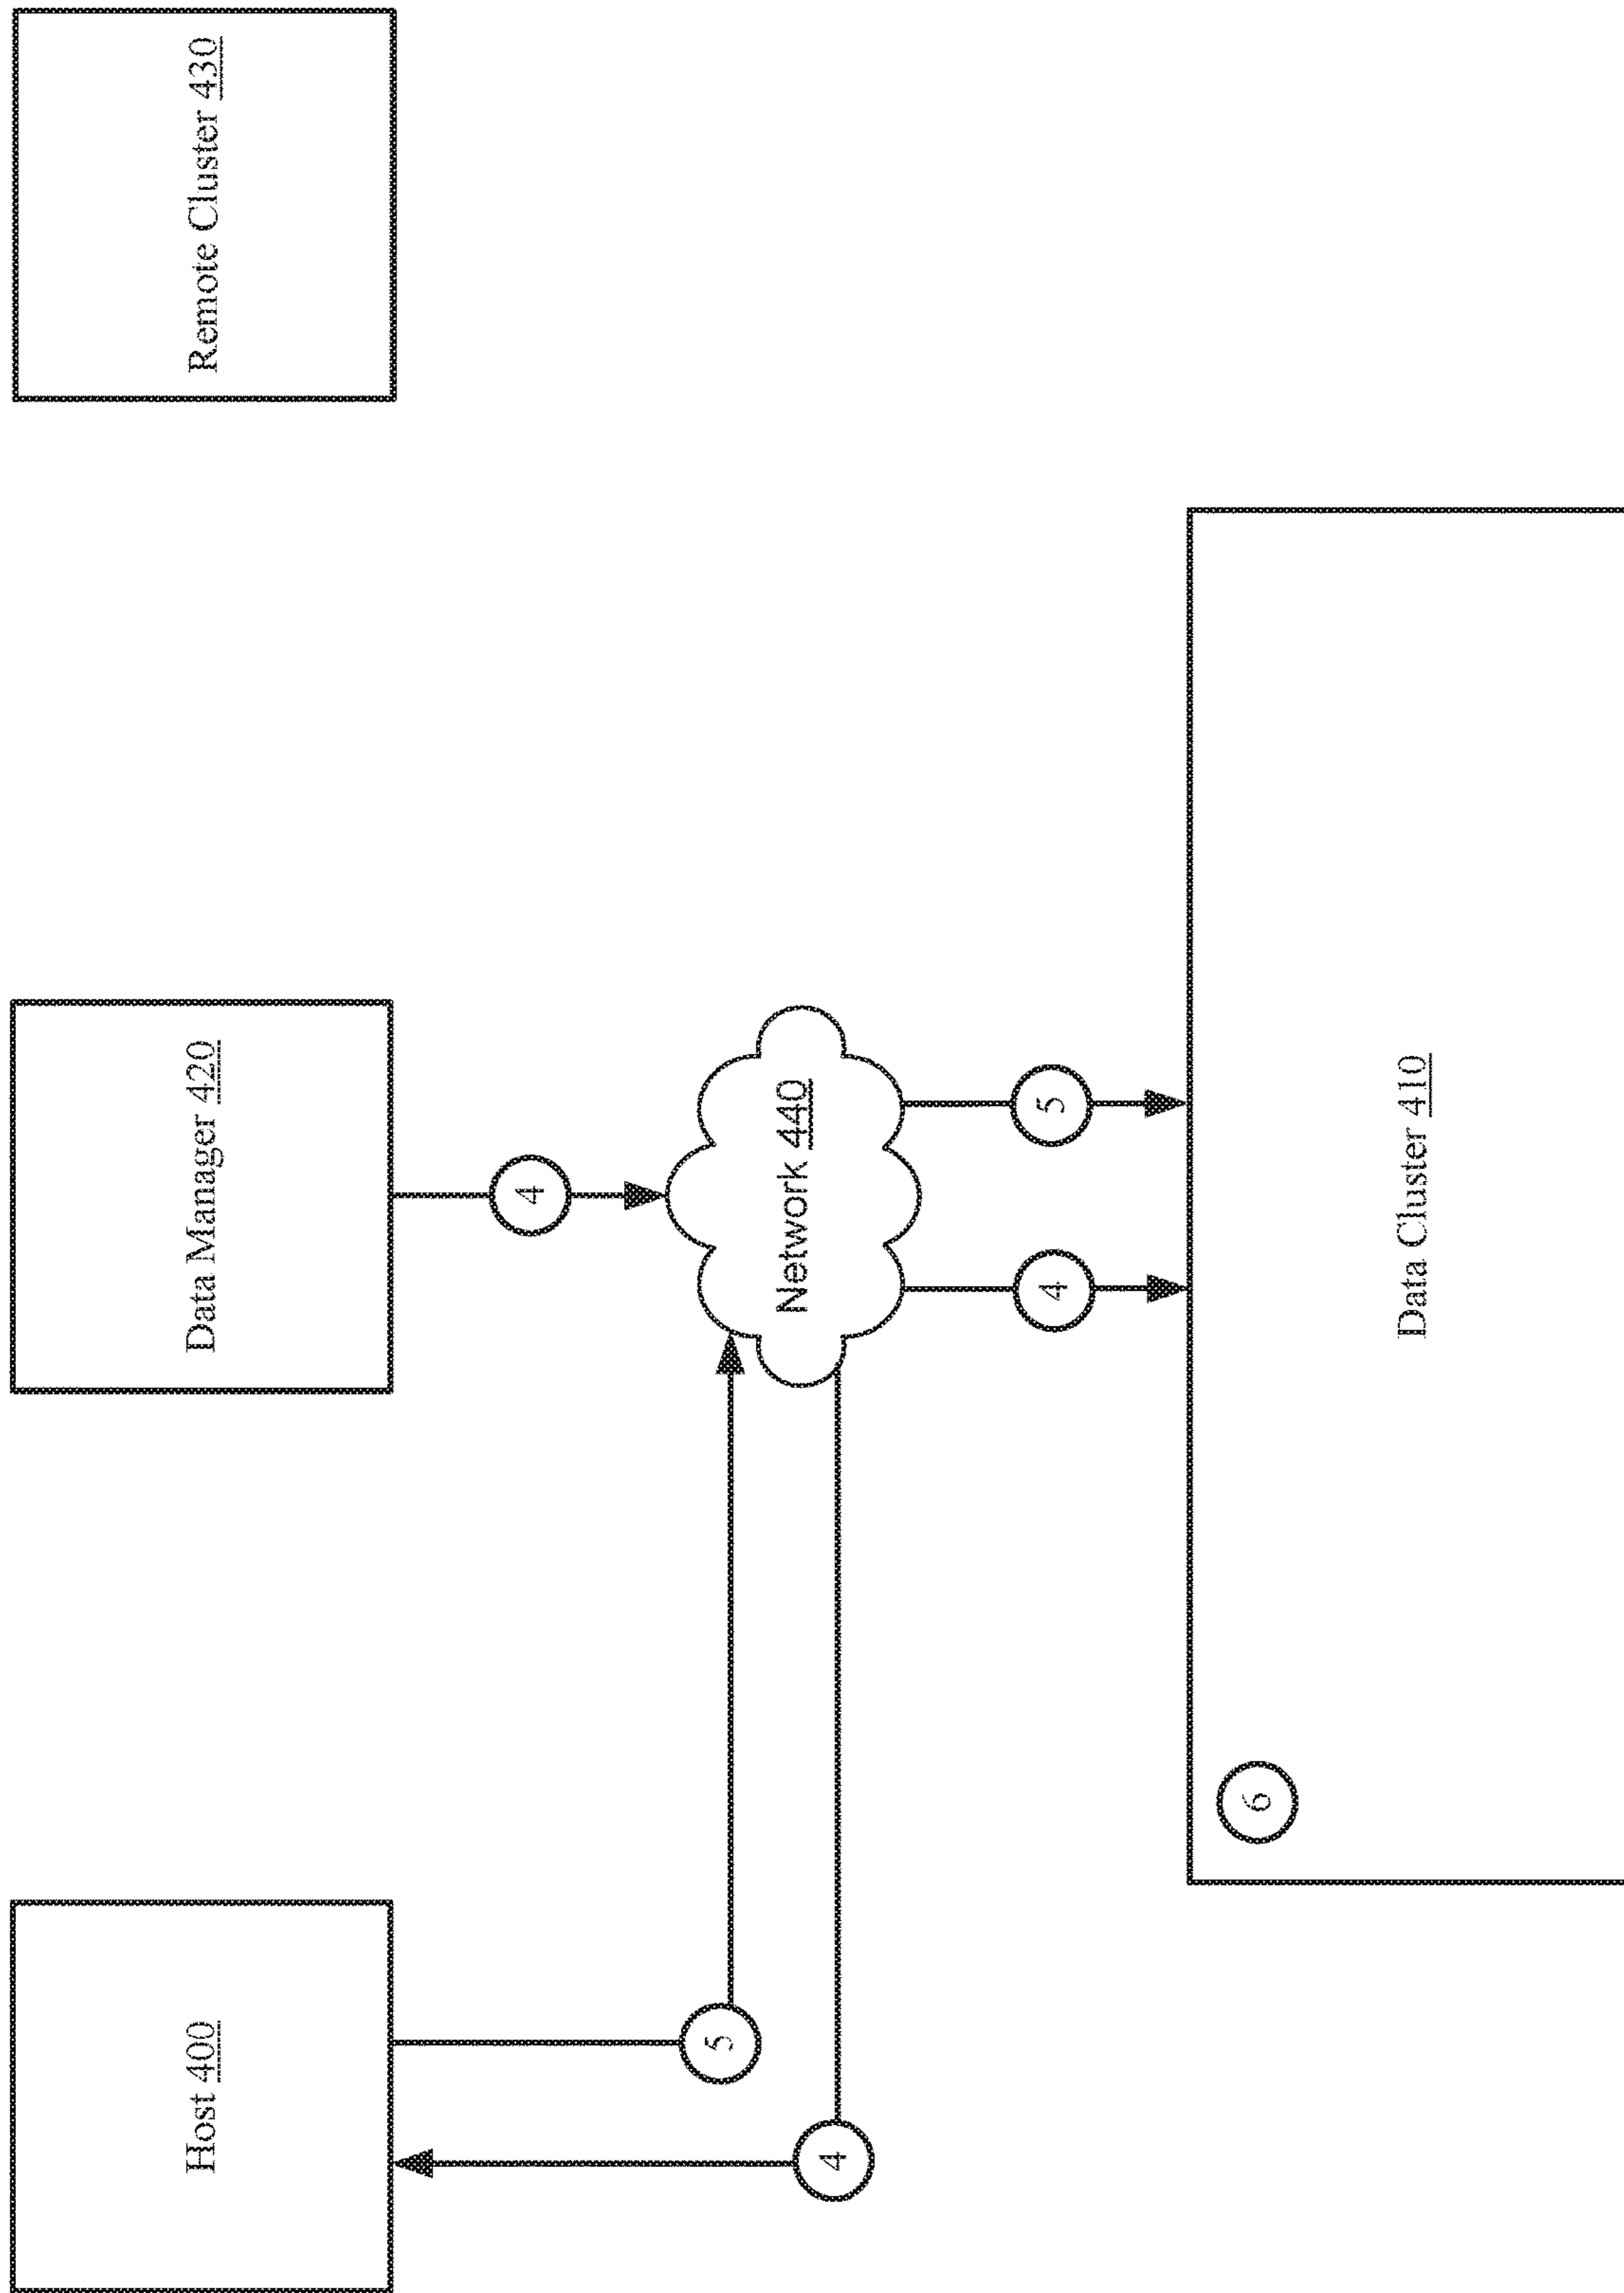 Host 400
Data Manager 420
Remote Cluster 430
4
5
Network 440
4
4
5
6
Data Cluster 410